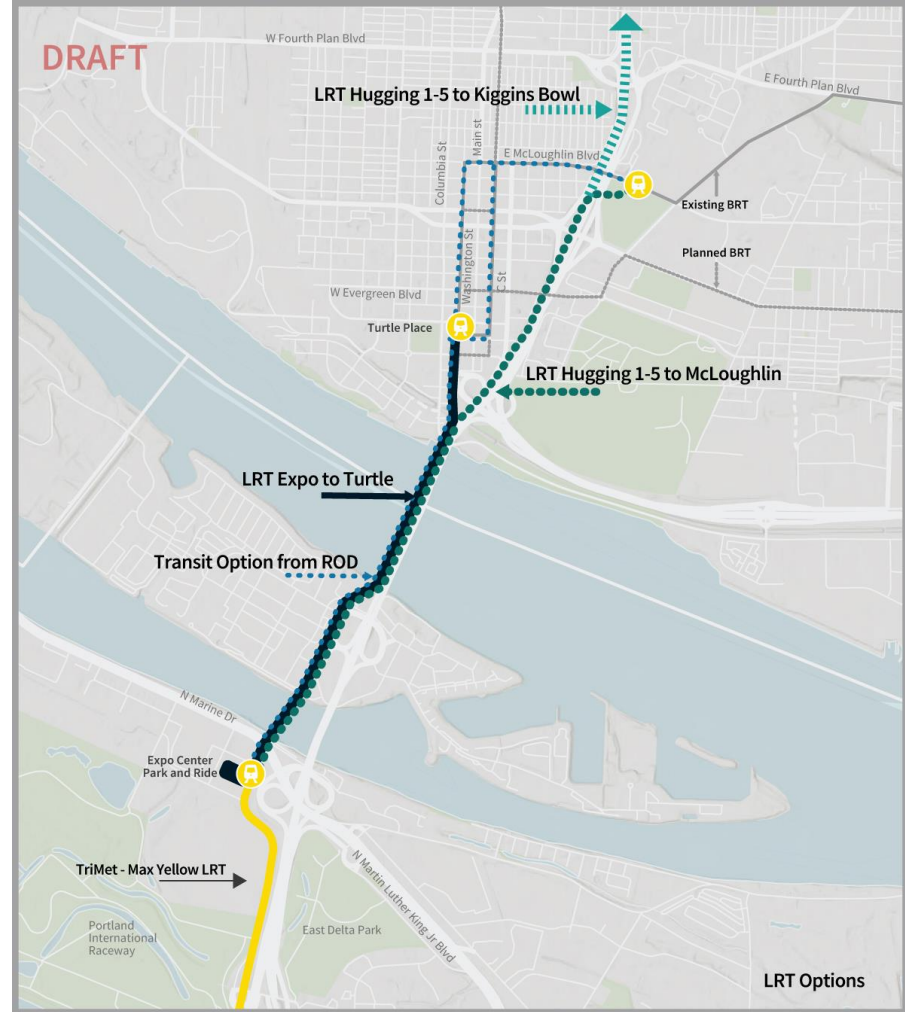 DRAFT
W Fourth Plan Blvd
E Fourth Plan Blvd
LRT Hugging 1-5 to Kiggins Bowl
Columbia St
Main st
E McLoughlin Blvd
Existing BRT
Washington St
C St
Planned BRT
W Evergreen Blvd
Turtle Place
LRT Hugging 1-5 to McLoughlin
LRT Expo to Turtle
Transit Option from ROD
N Marine Dr
Expo Center
Park and Ride
TriMet - Max Yellow LRT
N Martin Luther King Jr Blvd
Portland
International
Raceway
East Delta Park
LRT Options